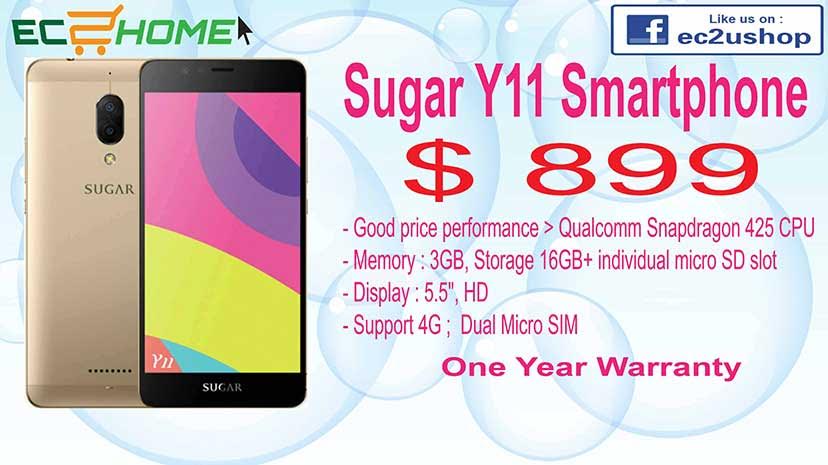 EC2HOME
Like us on :
f ec2ushop
Sugar Y11 Smartphone
$ 899
- Good price performance > Qualcomm Snapdragon 425 CPU
- Memory : 3GB, Storage 16GB+ individual micro SD slot
- Display : 5.5", HD
- Support 4G ; Dual Micro SIM
One Year Warranty
SUGAR
Y11
SUGAR